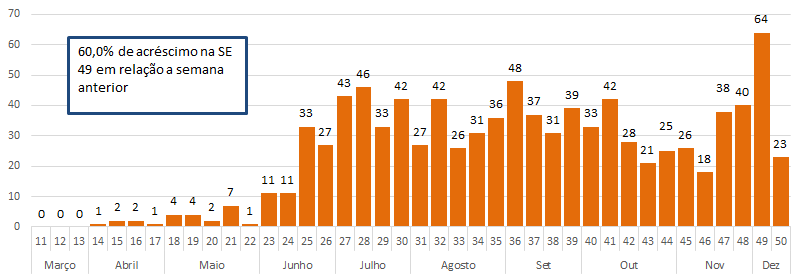 70
60,0% de acréscimo na SE
49 em relação a semana
anterior
60
50
40
30
20
10
0
0 0 0 1 2 2 1 4 4 2 7 1 11 11 33 27 43 46 33 42 27 42 26 31 36 48 37 31 39 33 42 28 21 25 26 18 38 40 64 23
11 12 13 14 15 16 17 18 19 20 21 22 23 24 25 26 27 28 29 30 31 32 33 34 35 36 37 38 39 40 41 42 43 44 45 46 47 48 49 50
Março Abril Maio Junho Julho Agosto Set Out Nov Dez